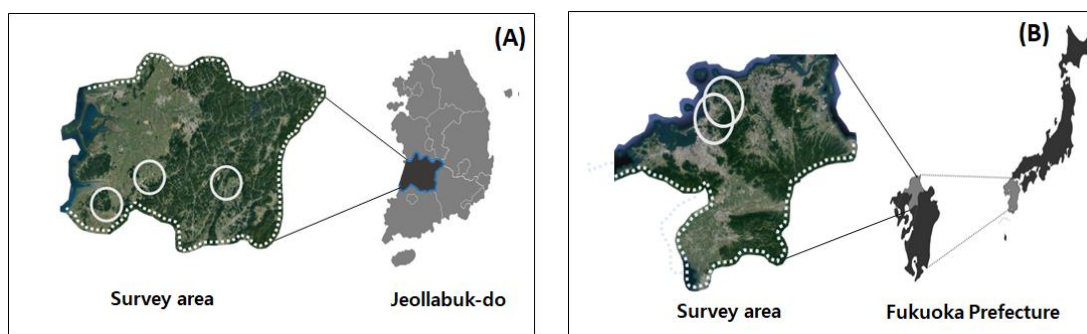 (A)
Survey area
Jeollabuk-do
(B)
Survey area
Fukuoka Prefecture